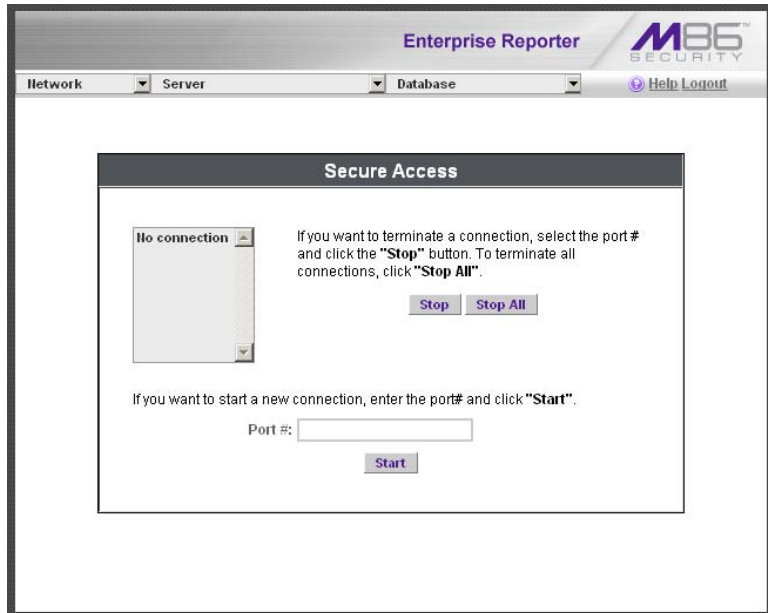 Enterprise Reporter
M86
SECURITY
Network
Server
Database
Help Logout
Secure Access
No connection
If you want to terminate a connection, select the port #
and click the "Stop" button. To terminate all
connections, click "Stop All".
Stop
Stop All
If you want to start a new connection, enter the port# and click "Start".
Port #:
Start